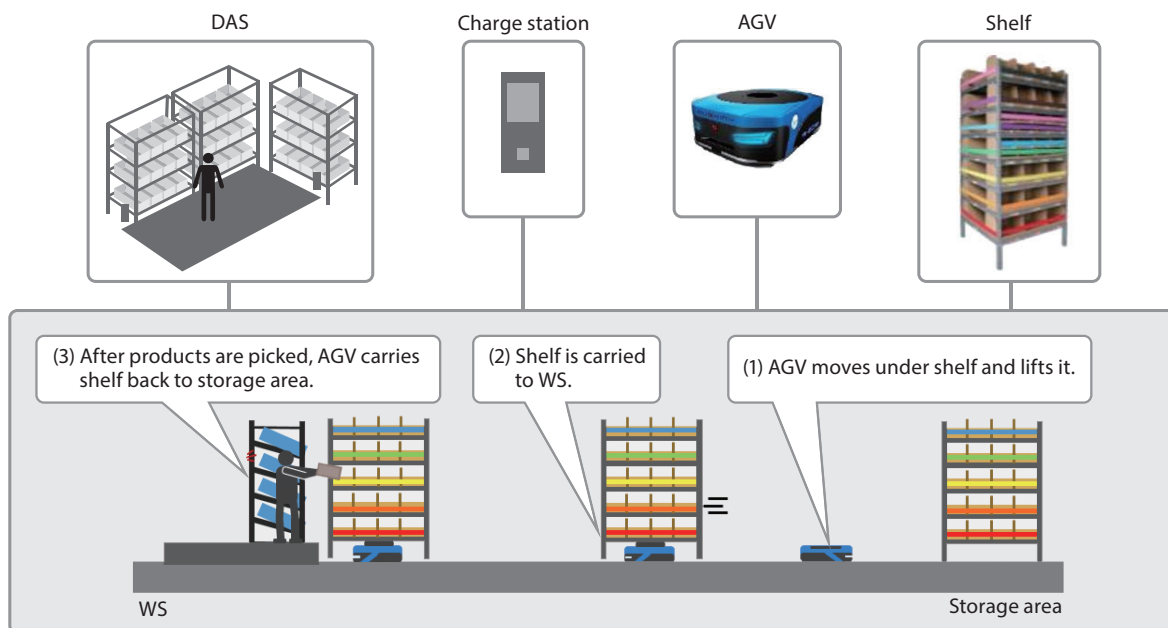 DAS
Charge station
AGV
Shelf
(3) After products are picked, AGV carries
shelf back to storage area.
(2) Shelf is carried
to WS.
(1) AGV moves under shelf and lifts it.
WS
Storage area